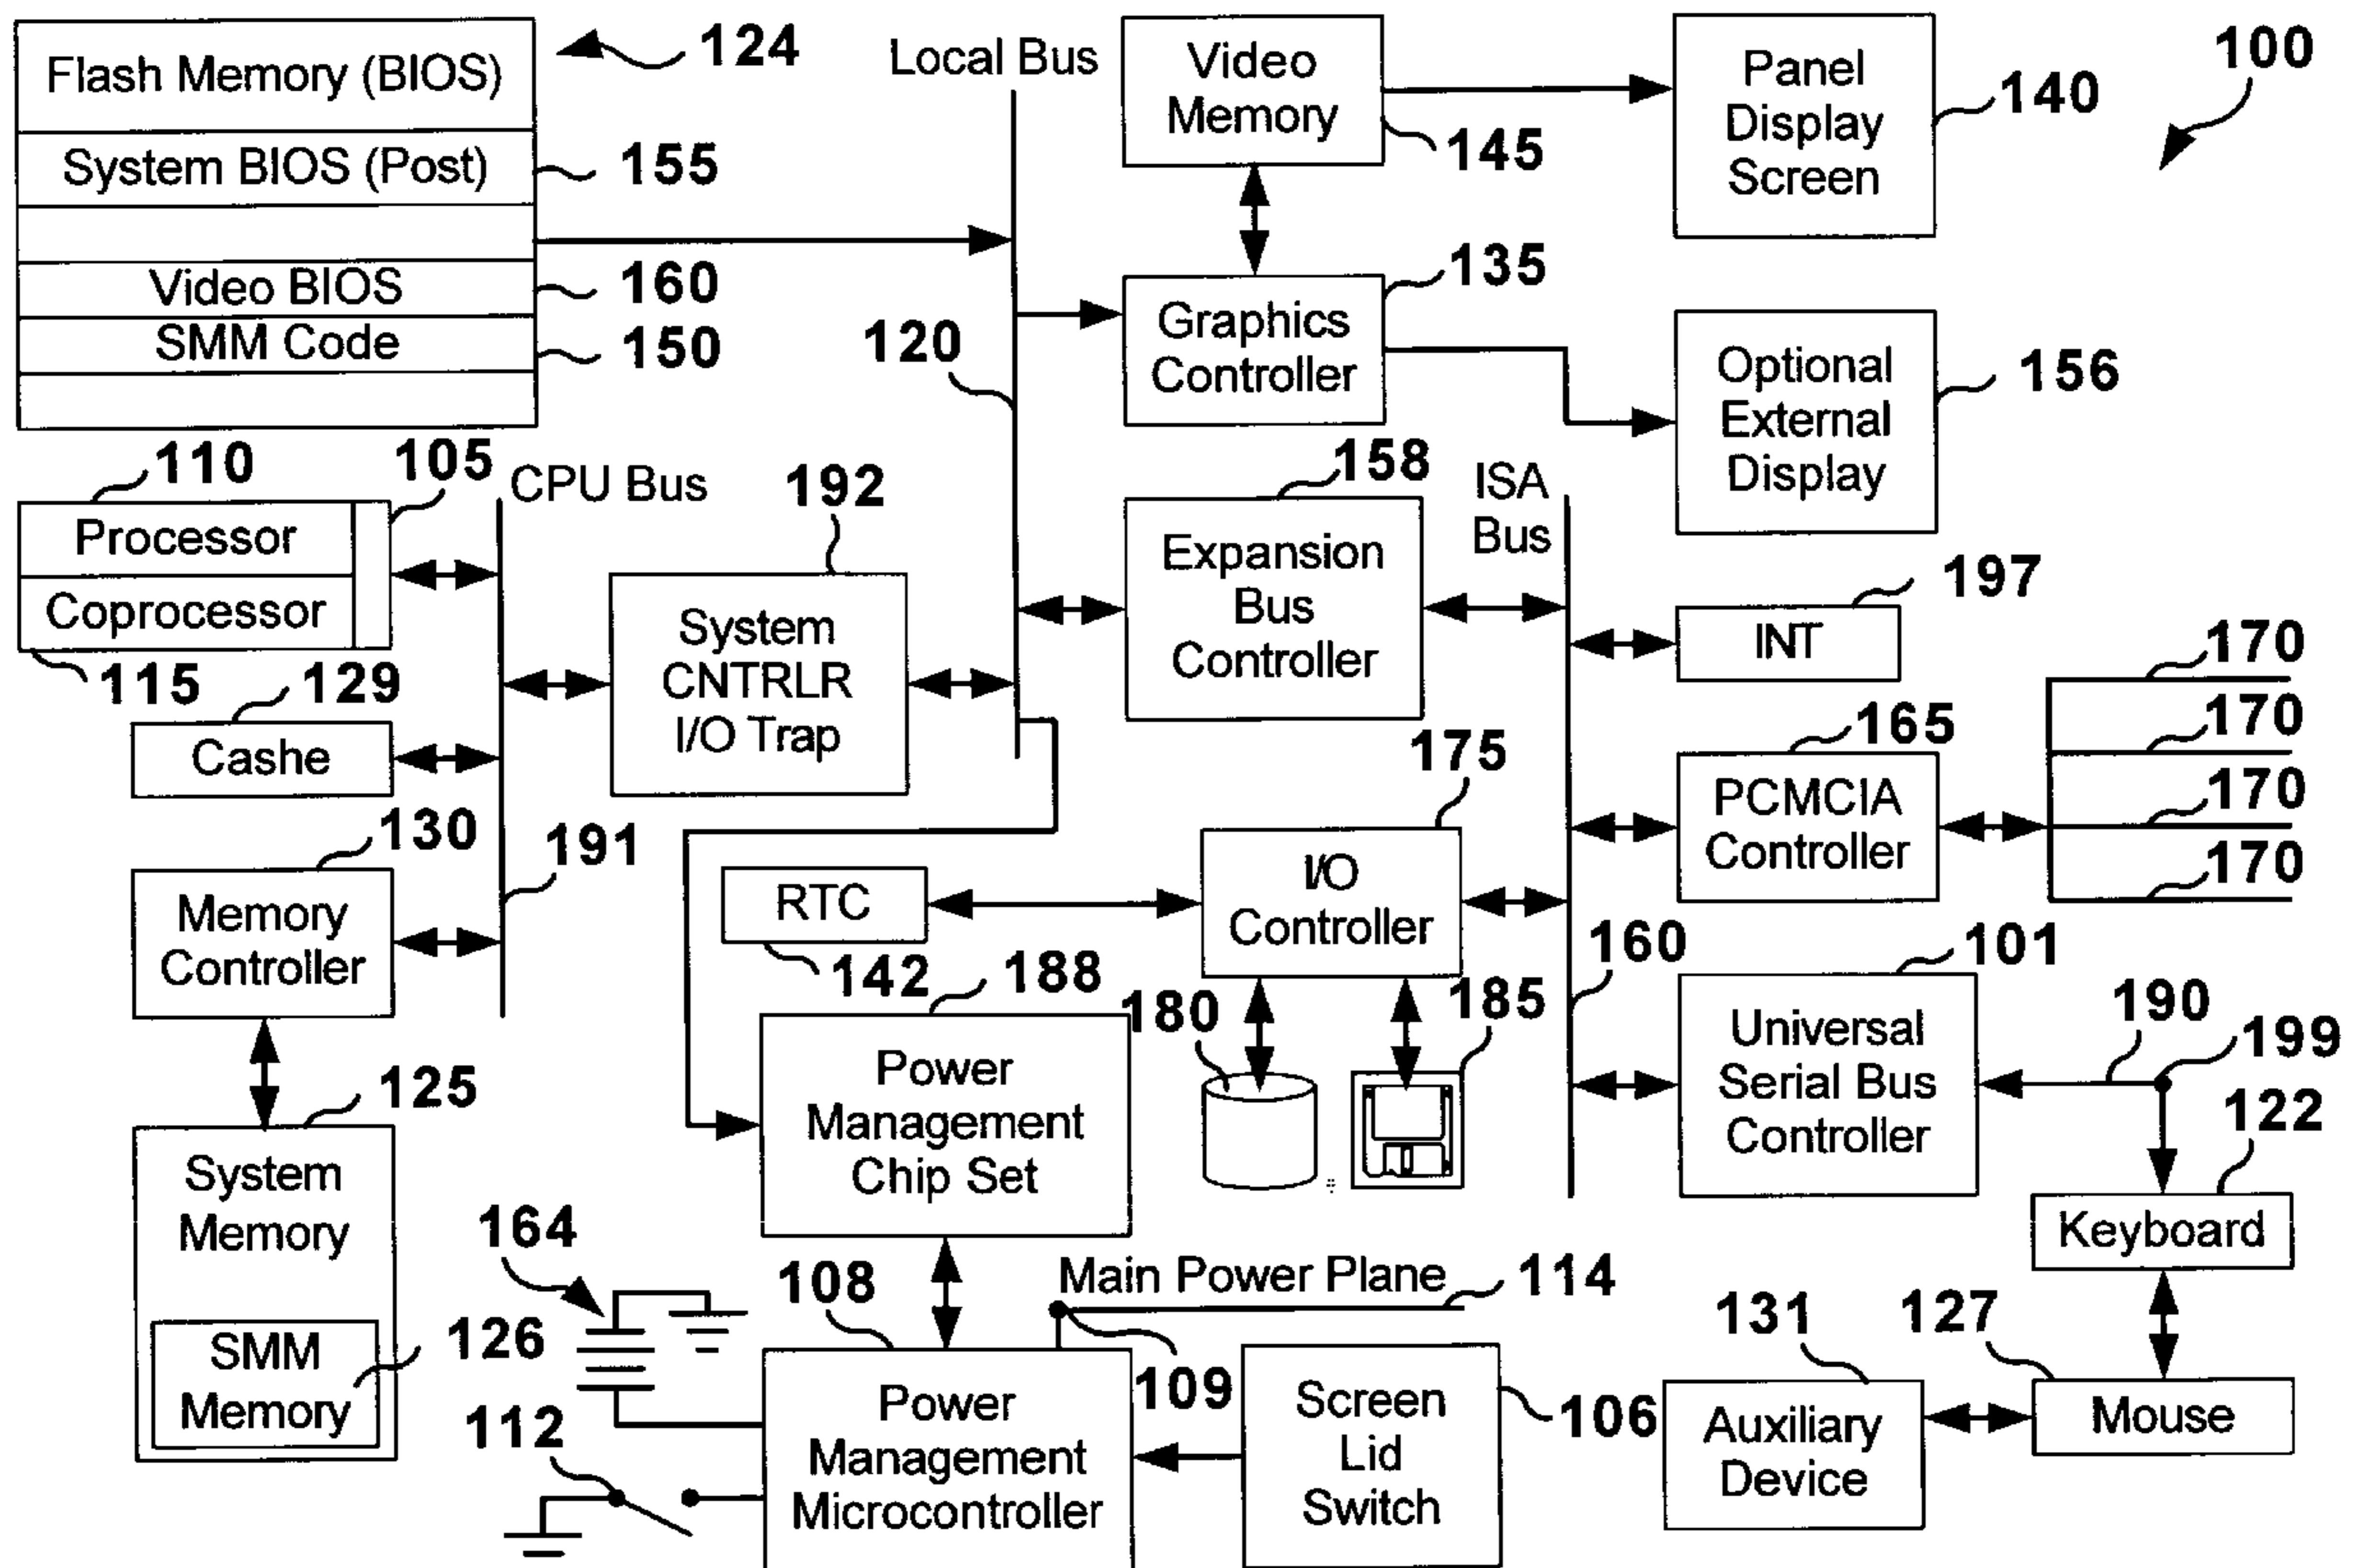 Flash Memory (BIOS)
124
System BIOS (Post)
155
Video BIOS
160
SMM Code
150
Local Bus
120
Video
Memory
145
Panel
Display
Screen
140
100
Graphics
Controller
135
Optional
External
Display
156
110
105
Processor
Coprocessor
115
CPU Bus
192
System
CNTRLR
I/O Trap
158
Expansion
Bus
Controller
ISA
Bus
197
INT
129
Cashe
130
Memory
Controller
191
165
PCMCIA
Controller
170
170
170
170
175
I/O
Controller
RTC
142
160
101
Universal
Serial Bus
Controller
190
199
122
Keyboard
180
185
188
Power
Management
Chip Set
125
System
Memory
SMM
Memory
126
164
112
108
Power
Management
Microcontroller
Main Power Plane
114
109
Screen
Lid
Switch
106
131
Auxiliary
Device
127
Mouse